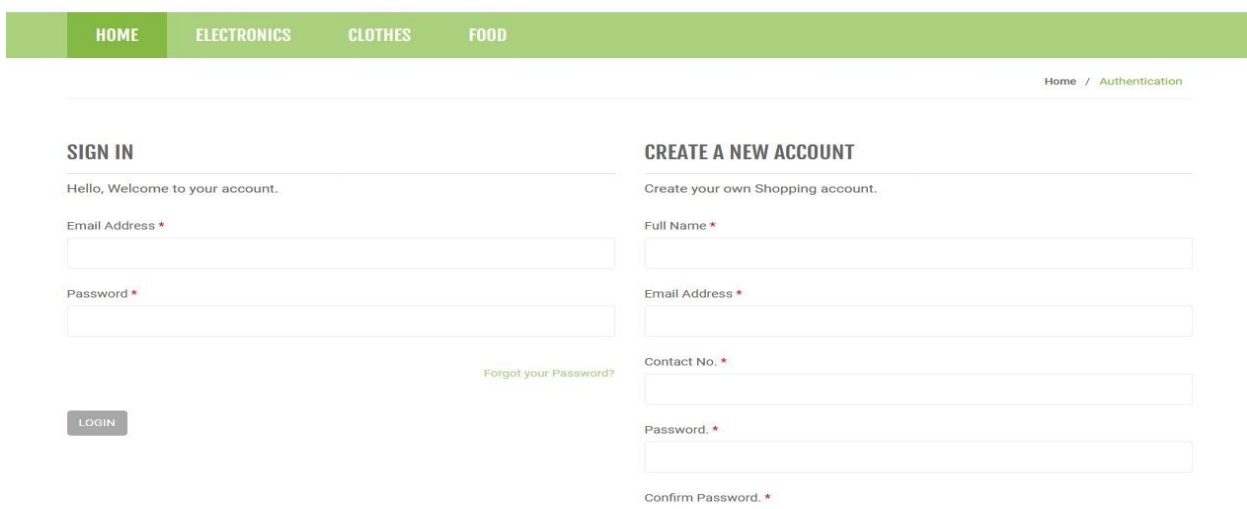 HOME ELECTRONICS CLOTHES FOOD
Home / Authentication
SIGN IN
Hello, Welcome to your account.
Email Address *
Password *
Forgot your Password?
LOGIN
CREATE A NEW ACCOUNT
Create your own Shopping account.
Full Name *
Email Address *
Contact No. *
Password. *
Confirm Password. *